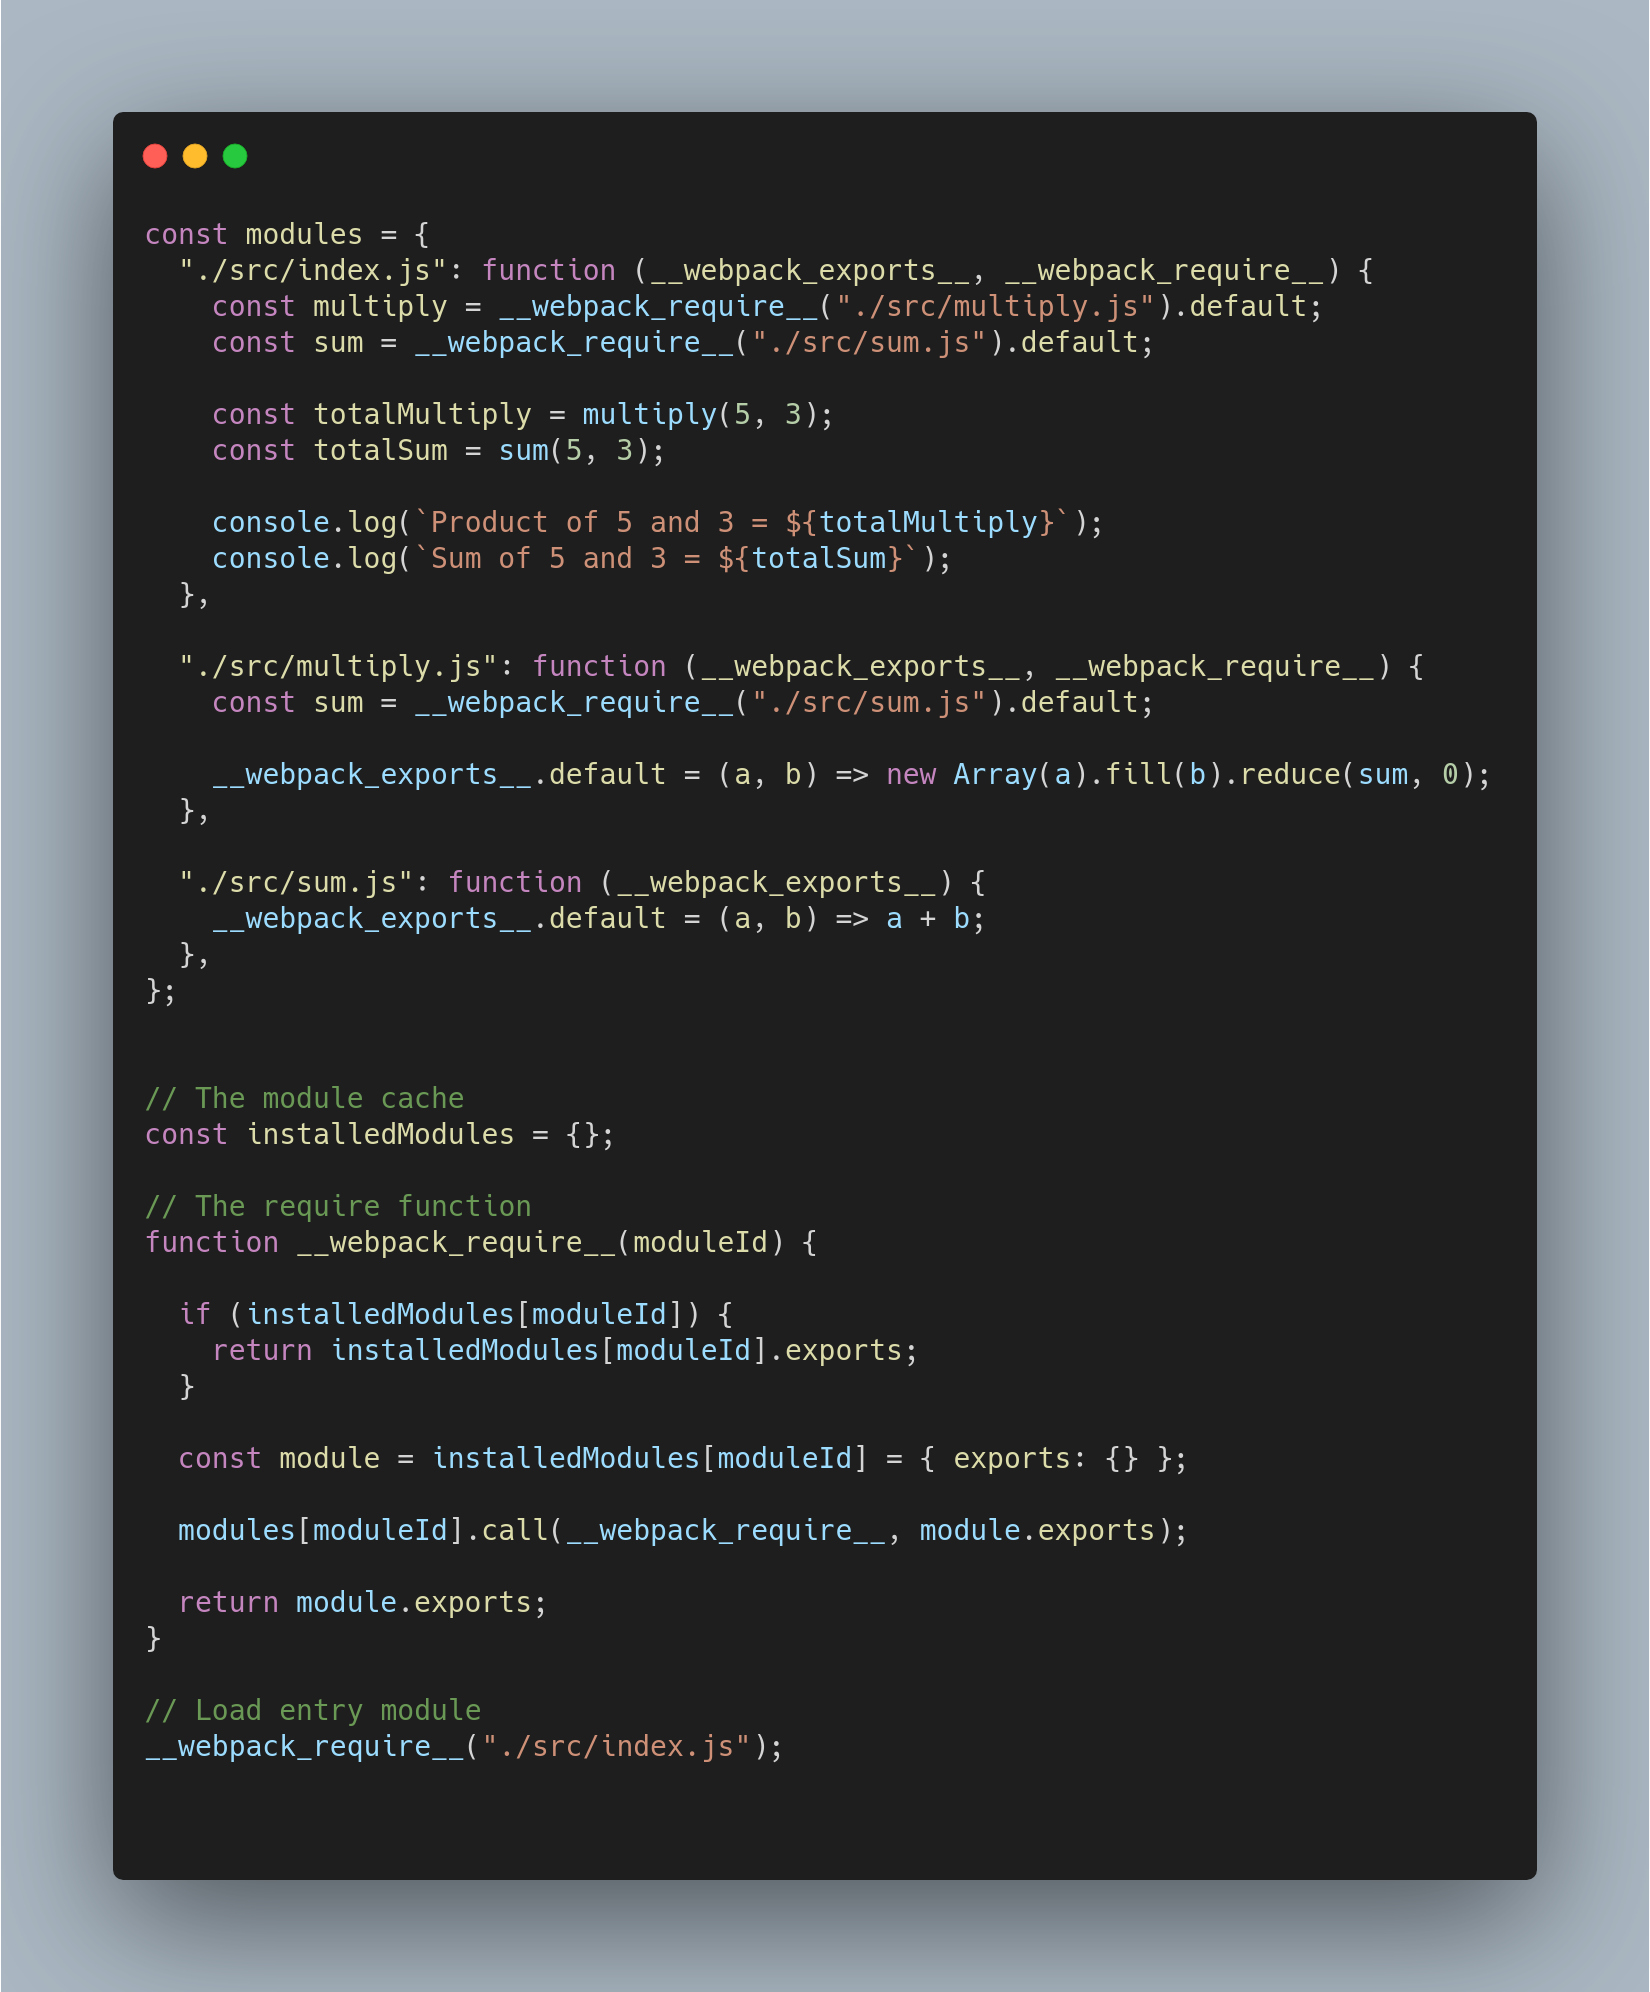 const modules = {
  "./src/index.js": function (__webpack_exports__, __webpack_require__) {
    const multiply = __webpack_require__("./src/multiply.js").default;
    const sum = __webpack_require__("./src/sum.js").default;

    const totalMultiply = multiply(5, 3);
    const totalSum = sum(5, 3);

    console.log(`Product of 5 and 3 = ${totalMultiply}`);
    console.log(`Sum of 5 and 3 = ${totalSum}`);
  },

  "./src/multiply.js": function (__webpack_exports__, __webpack_require__) {
    const sum = __webpack_require__("./src/sum.js").default;

    __webpack_exports__.default = (a, b) => new Array(a).fill(b).reduce(sum, 0);
  },

  "./src/sum.js": function (__webpack_exports__) {
    __webpack_exports__.default = (a, b) => a + b;
  },
};

// The module cache
const installedModules = {};

// The require function
function __webpack_require__(moduleId) {

  if (installedModules[moduleId]) {
    return installedModules[moduleId].exports;
  }

  const module = installedModules[moduleId] = { exports: {} };

  modules[moduleId].call(__webpack_require__, module.exports);

  return module.exports;
}

// Load entry module
__webpack_require__("./src/index.js");